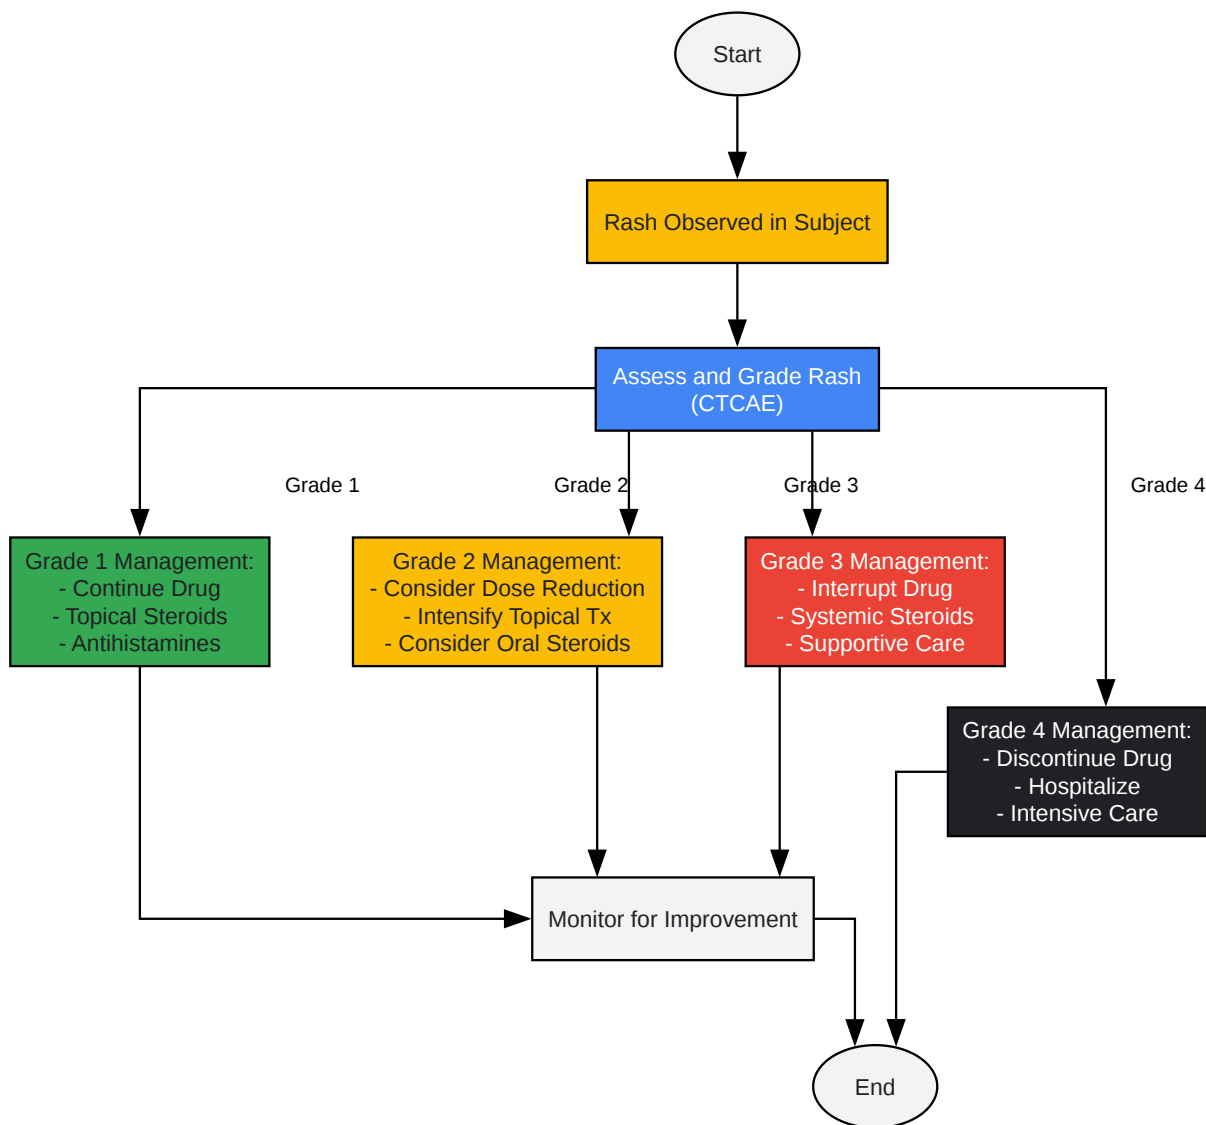 Start
Rash Observed in Subject
Assess and Grade Rash
(CTCAE)
Grade 1
Grade 2
Grade 3
Grade 4
Grade 1 Management:
- Continue Drug
- Topical Steroids
- Antihistamines
Grade 2 Management:
- Consider Dose Reduction
- Intensify Topical Tx
- Consider Oral Steroids
Grade 3 Management:
- Interrupt Drug
- Systemic Steroids
- Supportive Care
Grade 4 Management:
- Discontinue Drug
- Hospitalize
- Intensive Care
Monitor for Improvement
End